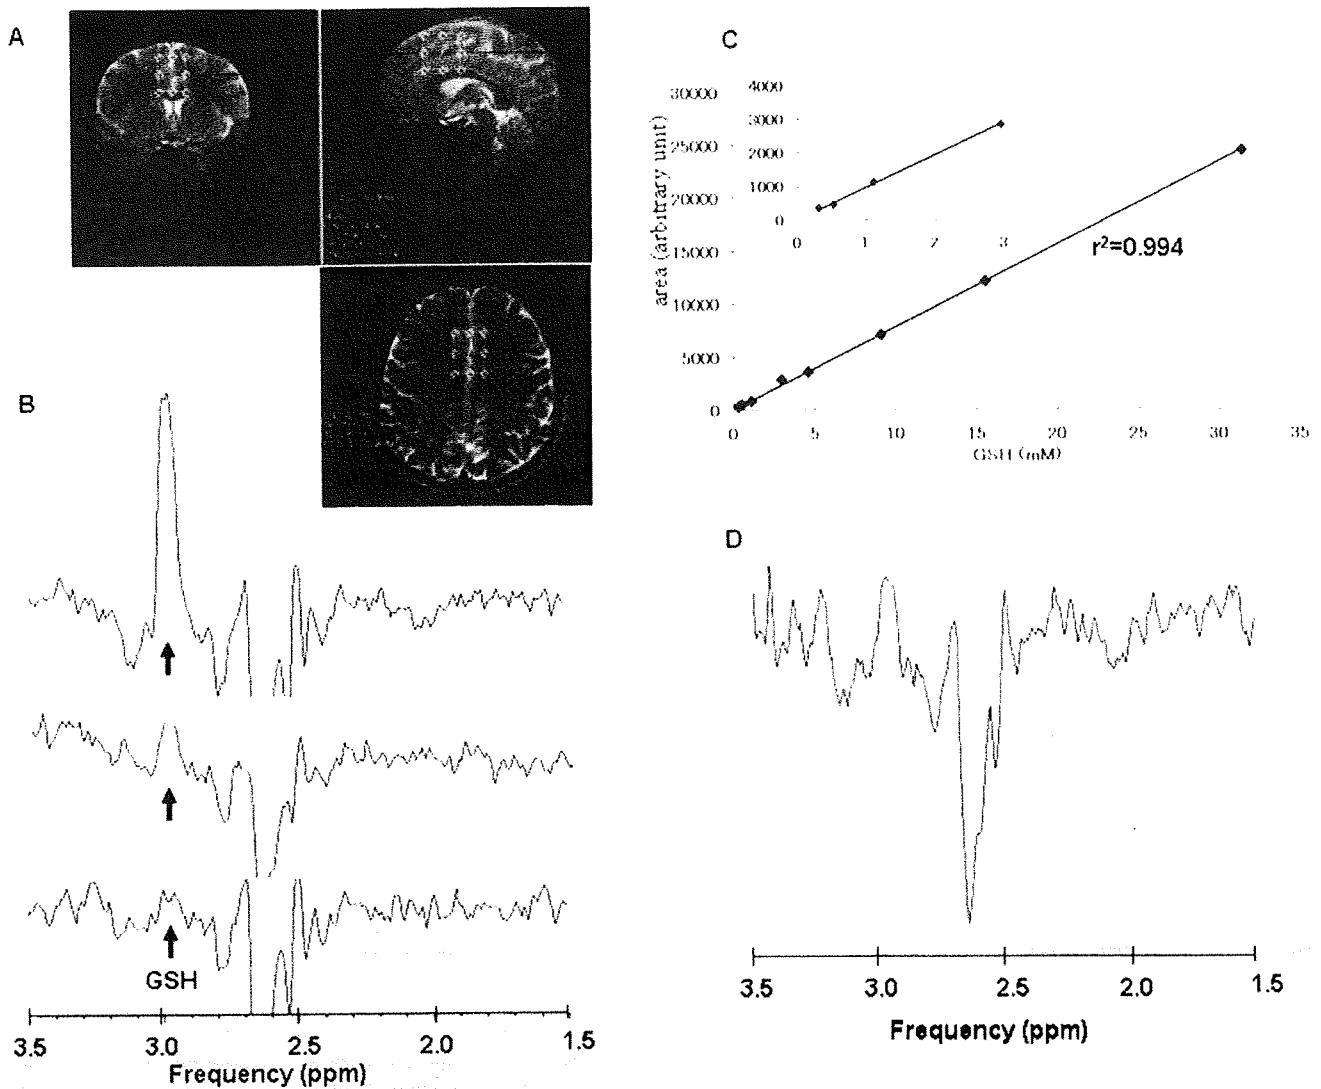 A
B
GSH
3.5 3.0 2.5 2.0 1.5
Frequency (ppm)
C
area (arbitrary unit)
30000
25000
20000
15000
10000
5000
0
0 5 10 15 20 25 30 35
GSH (mM)
4000
3000
2000
1000
0
0 1 2 3
r²=0.994
D
3.5 3.0 2.5 2.0 1.5
Frequency (ppm)